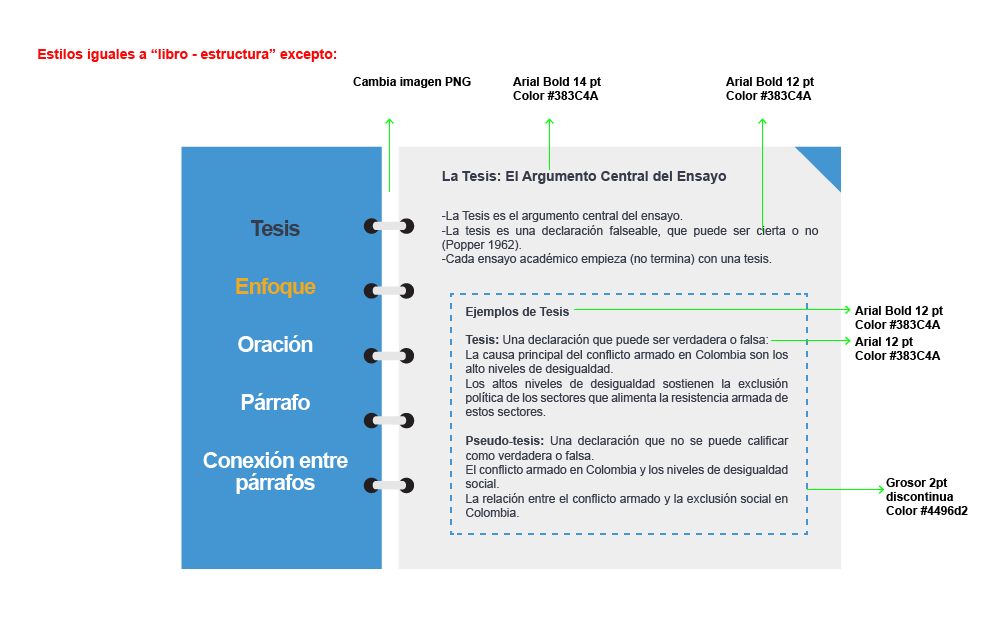 Estilos iguales a “libro - estructura” excepto:
Cambia imagen PNG
Arial Bold 14 pt
Color #383C4A
Arial Bold 12 pt
Color #383C4A
Tesis
Enfoque
Oración
Párrafo
Conexión entre
párrafos
La Tesis: El Argumento Central del Ensayo
-La Tesis es el argumento central del ensayo.
-La tesis es una declaración falseable, que puede ser cierta o no
(Popper 1962).
-Cada ensayo académico empieza (no termina) con una tesis.
Ejemplos de Tesis
Tesis: Una declaración que puede ser verdadera o falsa:
La causa principal del conflicto armado en Colombia son los
alto niveles de desigualdad.
Los altos niveles de desigualdad sostienen la exclusión
política de los sectores que alimenta la resistencia armada de
estos sectores.
Pseudo-tesis: Una declaración que no se puede calificar
como verdadera o falsa.
El conflicto armado en Colombia y los niveles de desigualdad
social.
La relación entre el conflicto armado y la exclusión social en
Colombia.
Arial Bold 12 pt
Color #383C4A
Arial 12 pt
Color #383C4A
Grosor 2pt
discontinua
Color #4496d2